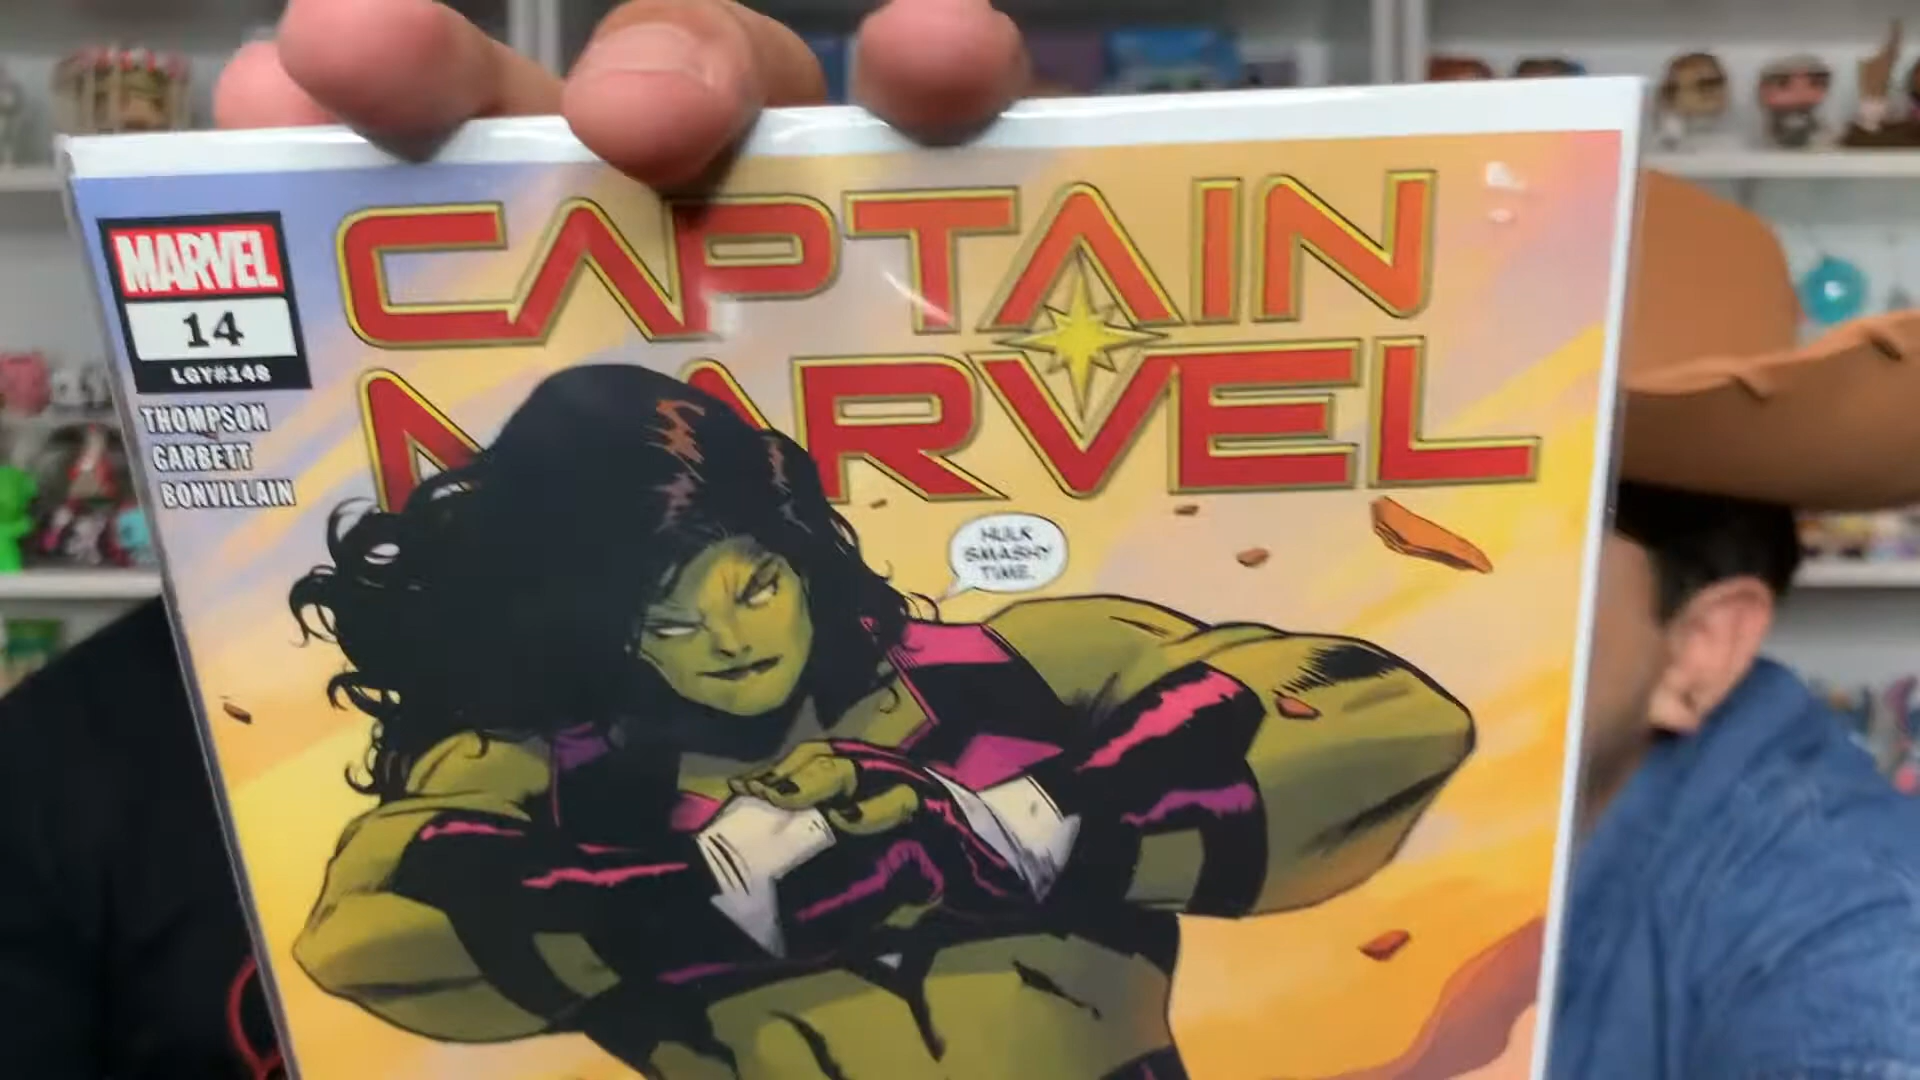 CAPTAIN
MARVEL
MARVEL
14
LGY#148
THOMPSON
GARBETT
BONVILLAIN
HULK
SMASHY
TIME.